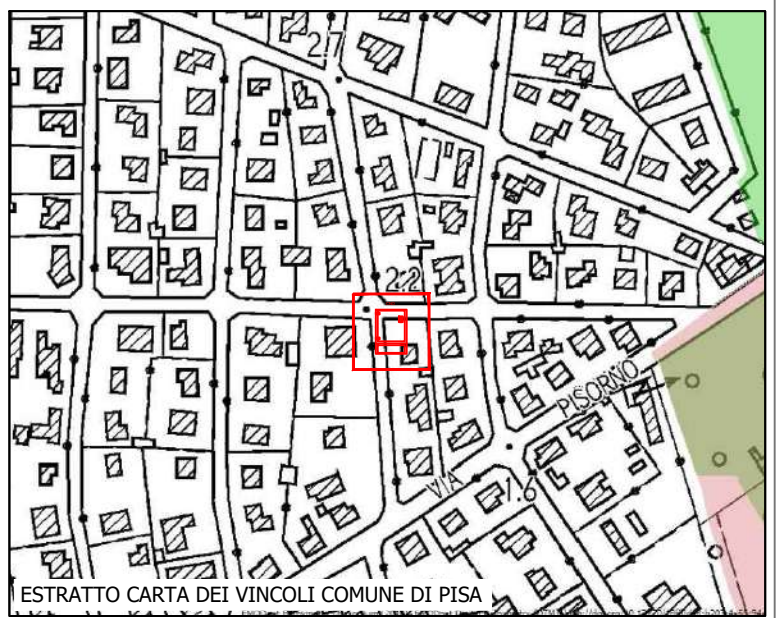 2.7
2.2
PISORNO
VIA
1.6
ESTRATTO CARTA DEI VINCOLI COMUNE DI PISA